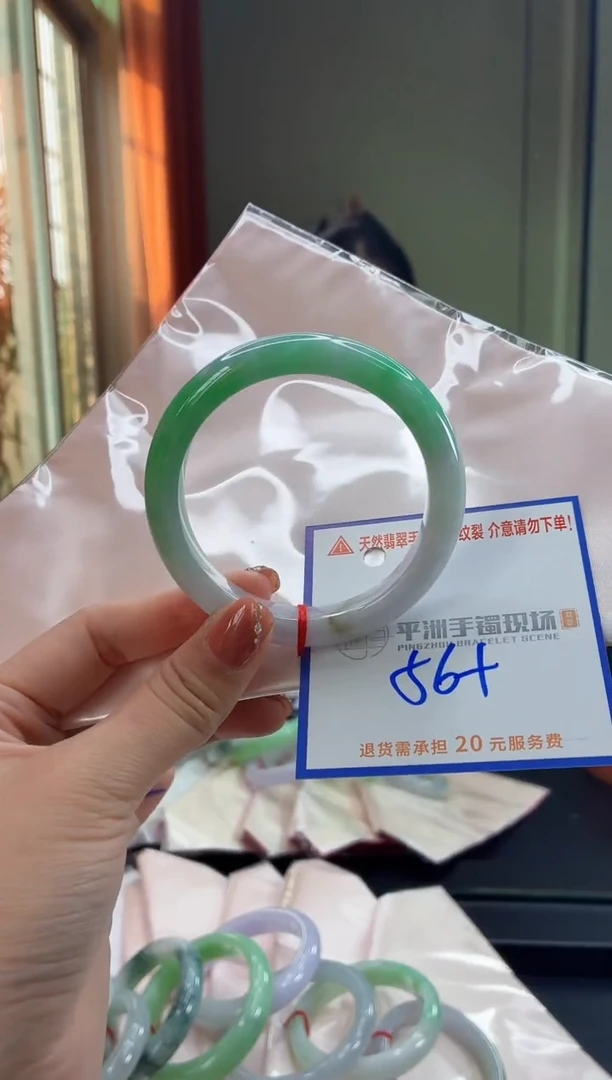 天然翡翠手 纹裂 介意请勿下单!
平洲手镯现场
PINGZHOU BRACELET SCENE
56+
退货需承担 20 元服务费